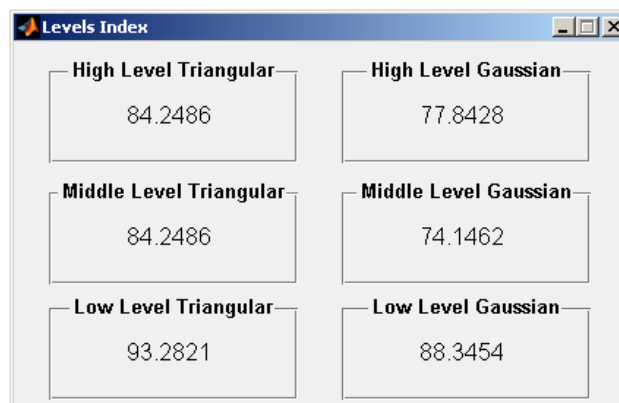 Levels Index
High Level Triangular High Level Gaussian
84.2486 77.8428
Middle Level Triangular Middle Level Gaussian
84.2486 74.1462
Low Level Triangular Low Level Gaussian
93.2821 88.3454